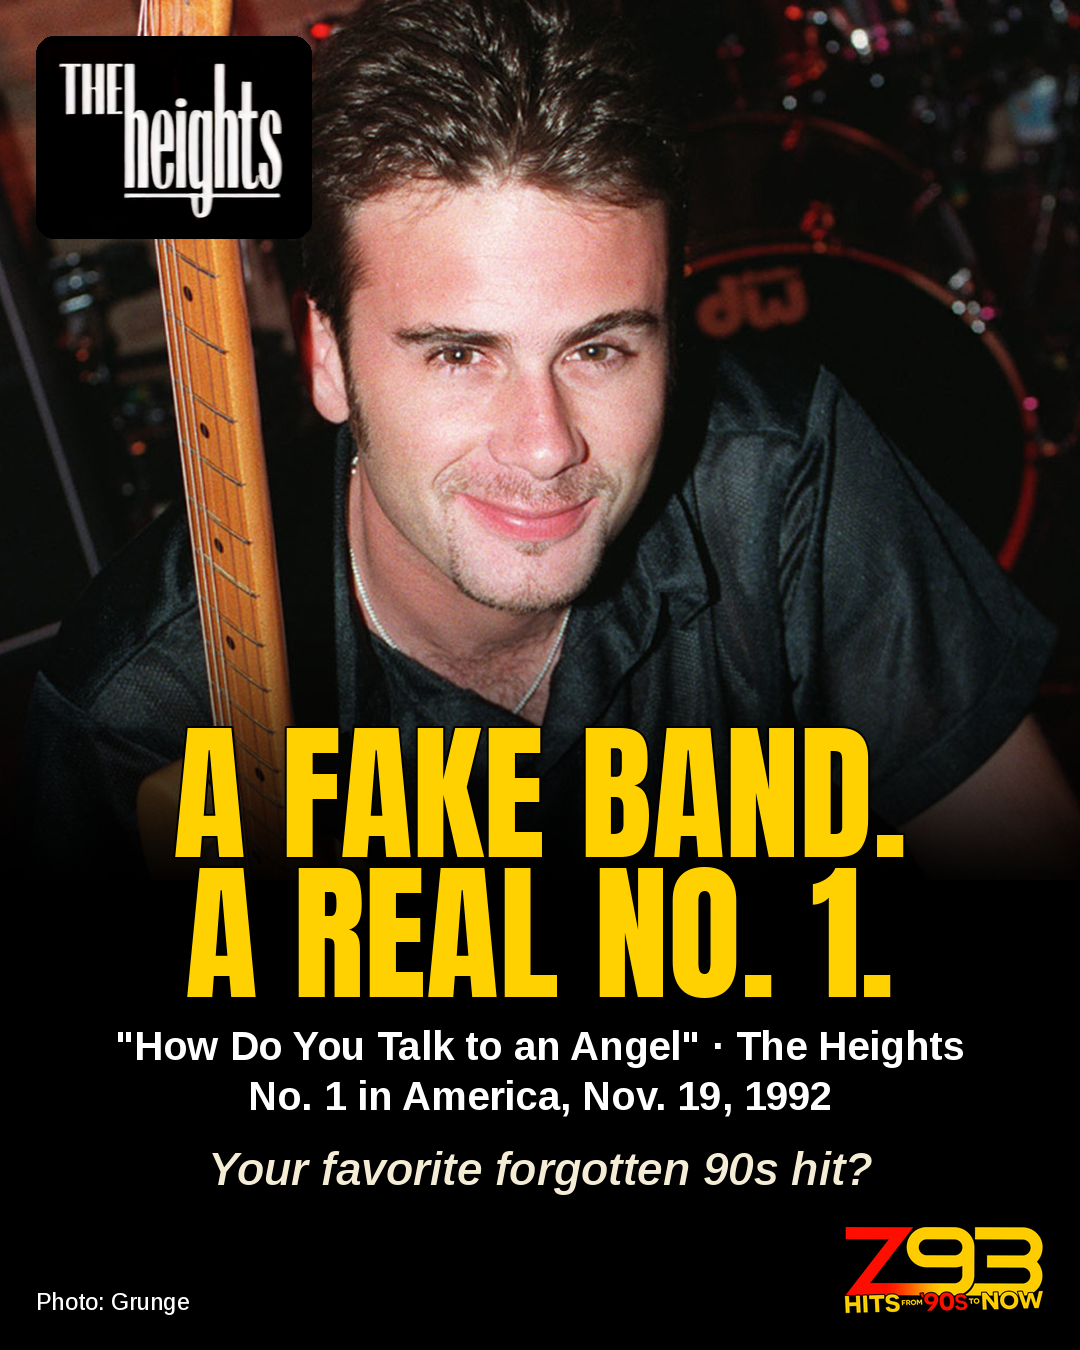 THE
heights
dw
A FAKE BAND.
A REAL NO. 1.
"How Do You Talk to an Angel" · The Heights
No. 1 in America, Nov. 19, 1992
Your favorite forgotten 90s hit?
Z93
HITS FROM '90S TO NOW
Photo: Grunge